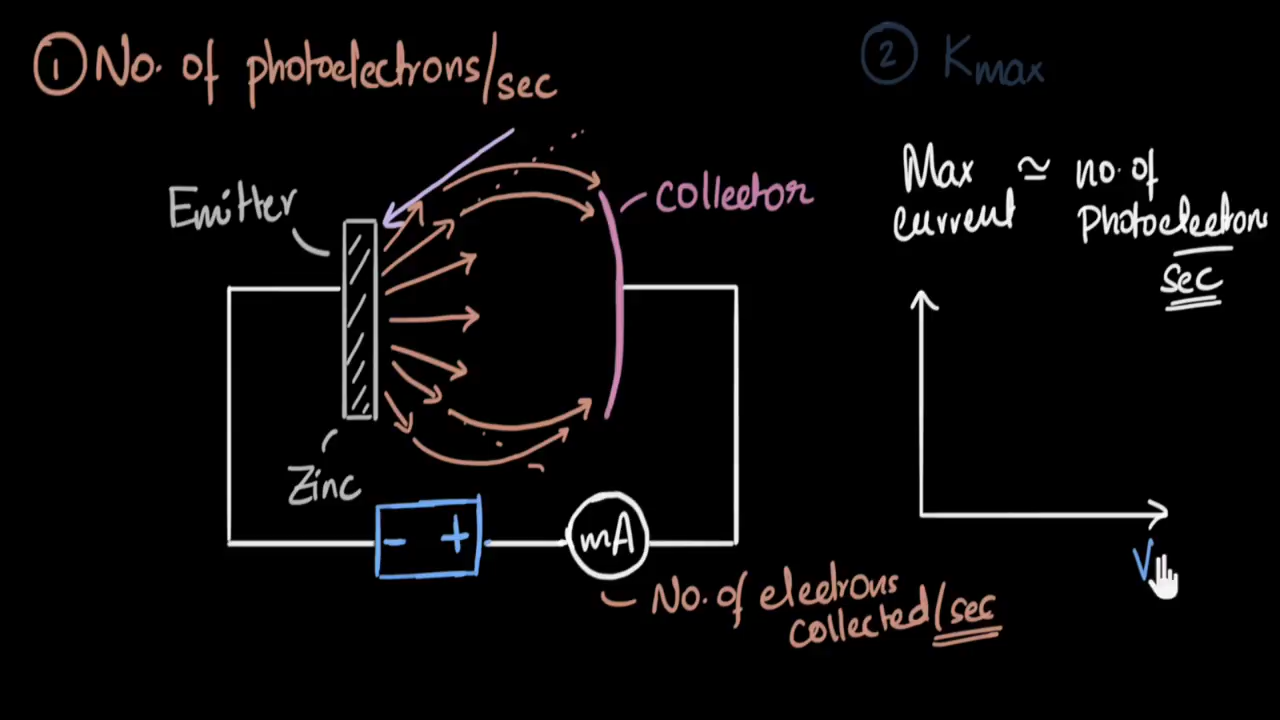 ① No. of photoelectrons/sec
② Kmax
Max ≃ no. of
current photoelectrons
sec
Emitter
collector
Zinc
- +
mA
V
No. of electrons
collected/sec